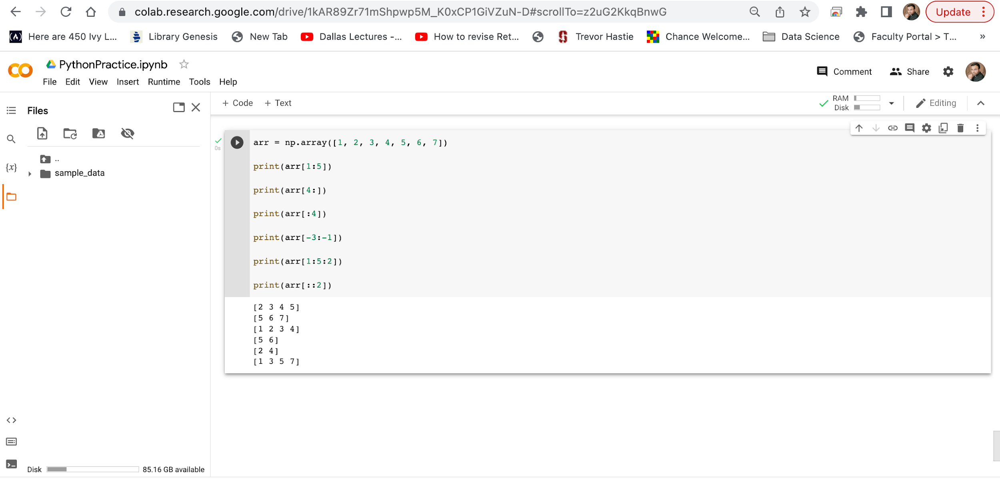 colab.research.google.com/drive/1kAR89Zr71mShpwp5M_K0xCP1GiVZuN-D#scrollTo=z2uG2KkqBnwG Update
Here are 450 Ivy L... Library Genesis New Tab Dallas Lectures -... How to revise Ret... Trevor Hastie Chance Welcome... Data Science Faculty Portal > T... »
CO PythonPractice.ipynb
File Edit View Insert Runtime Tools Help
Comment Share
Files
+ Code + Text
RAM
Disk
Editing
{x}
..
sample_data
0s
arr = np.array([1, 2, 3, 4, 5, 6, 7])
print(arr[1:5])
print(arr[4:])
print(arr[:4])
print(arr[-3:-1])
print(arr[1:5:2])
print(arr[::2])
[2 3 4 5]
[5 6 7]
[1 2 3 4]
[5 6]
[2 4]
[1 3 5 7]
Disk 85.16 GB available